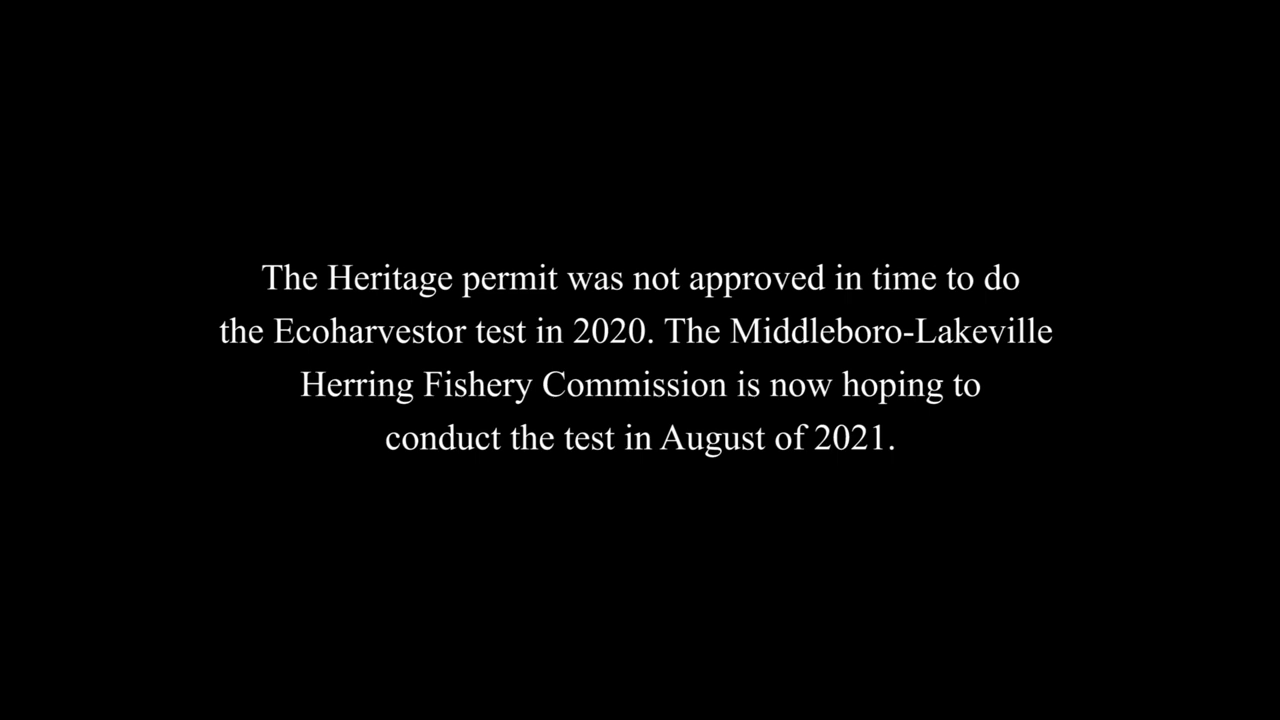 The Heritage permit was not approved in time to do
the Ecoharvestor test in 2020. The Middleboro-Lakeville
Herring Fishery Commission is now hoping to
conduct the test in August of 2021.